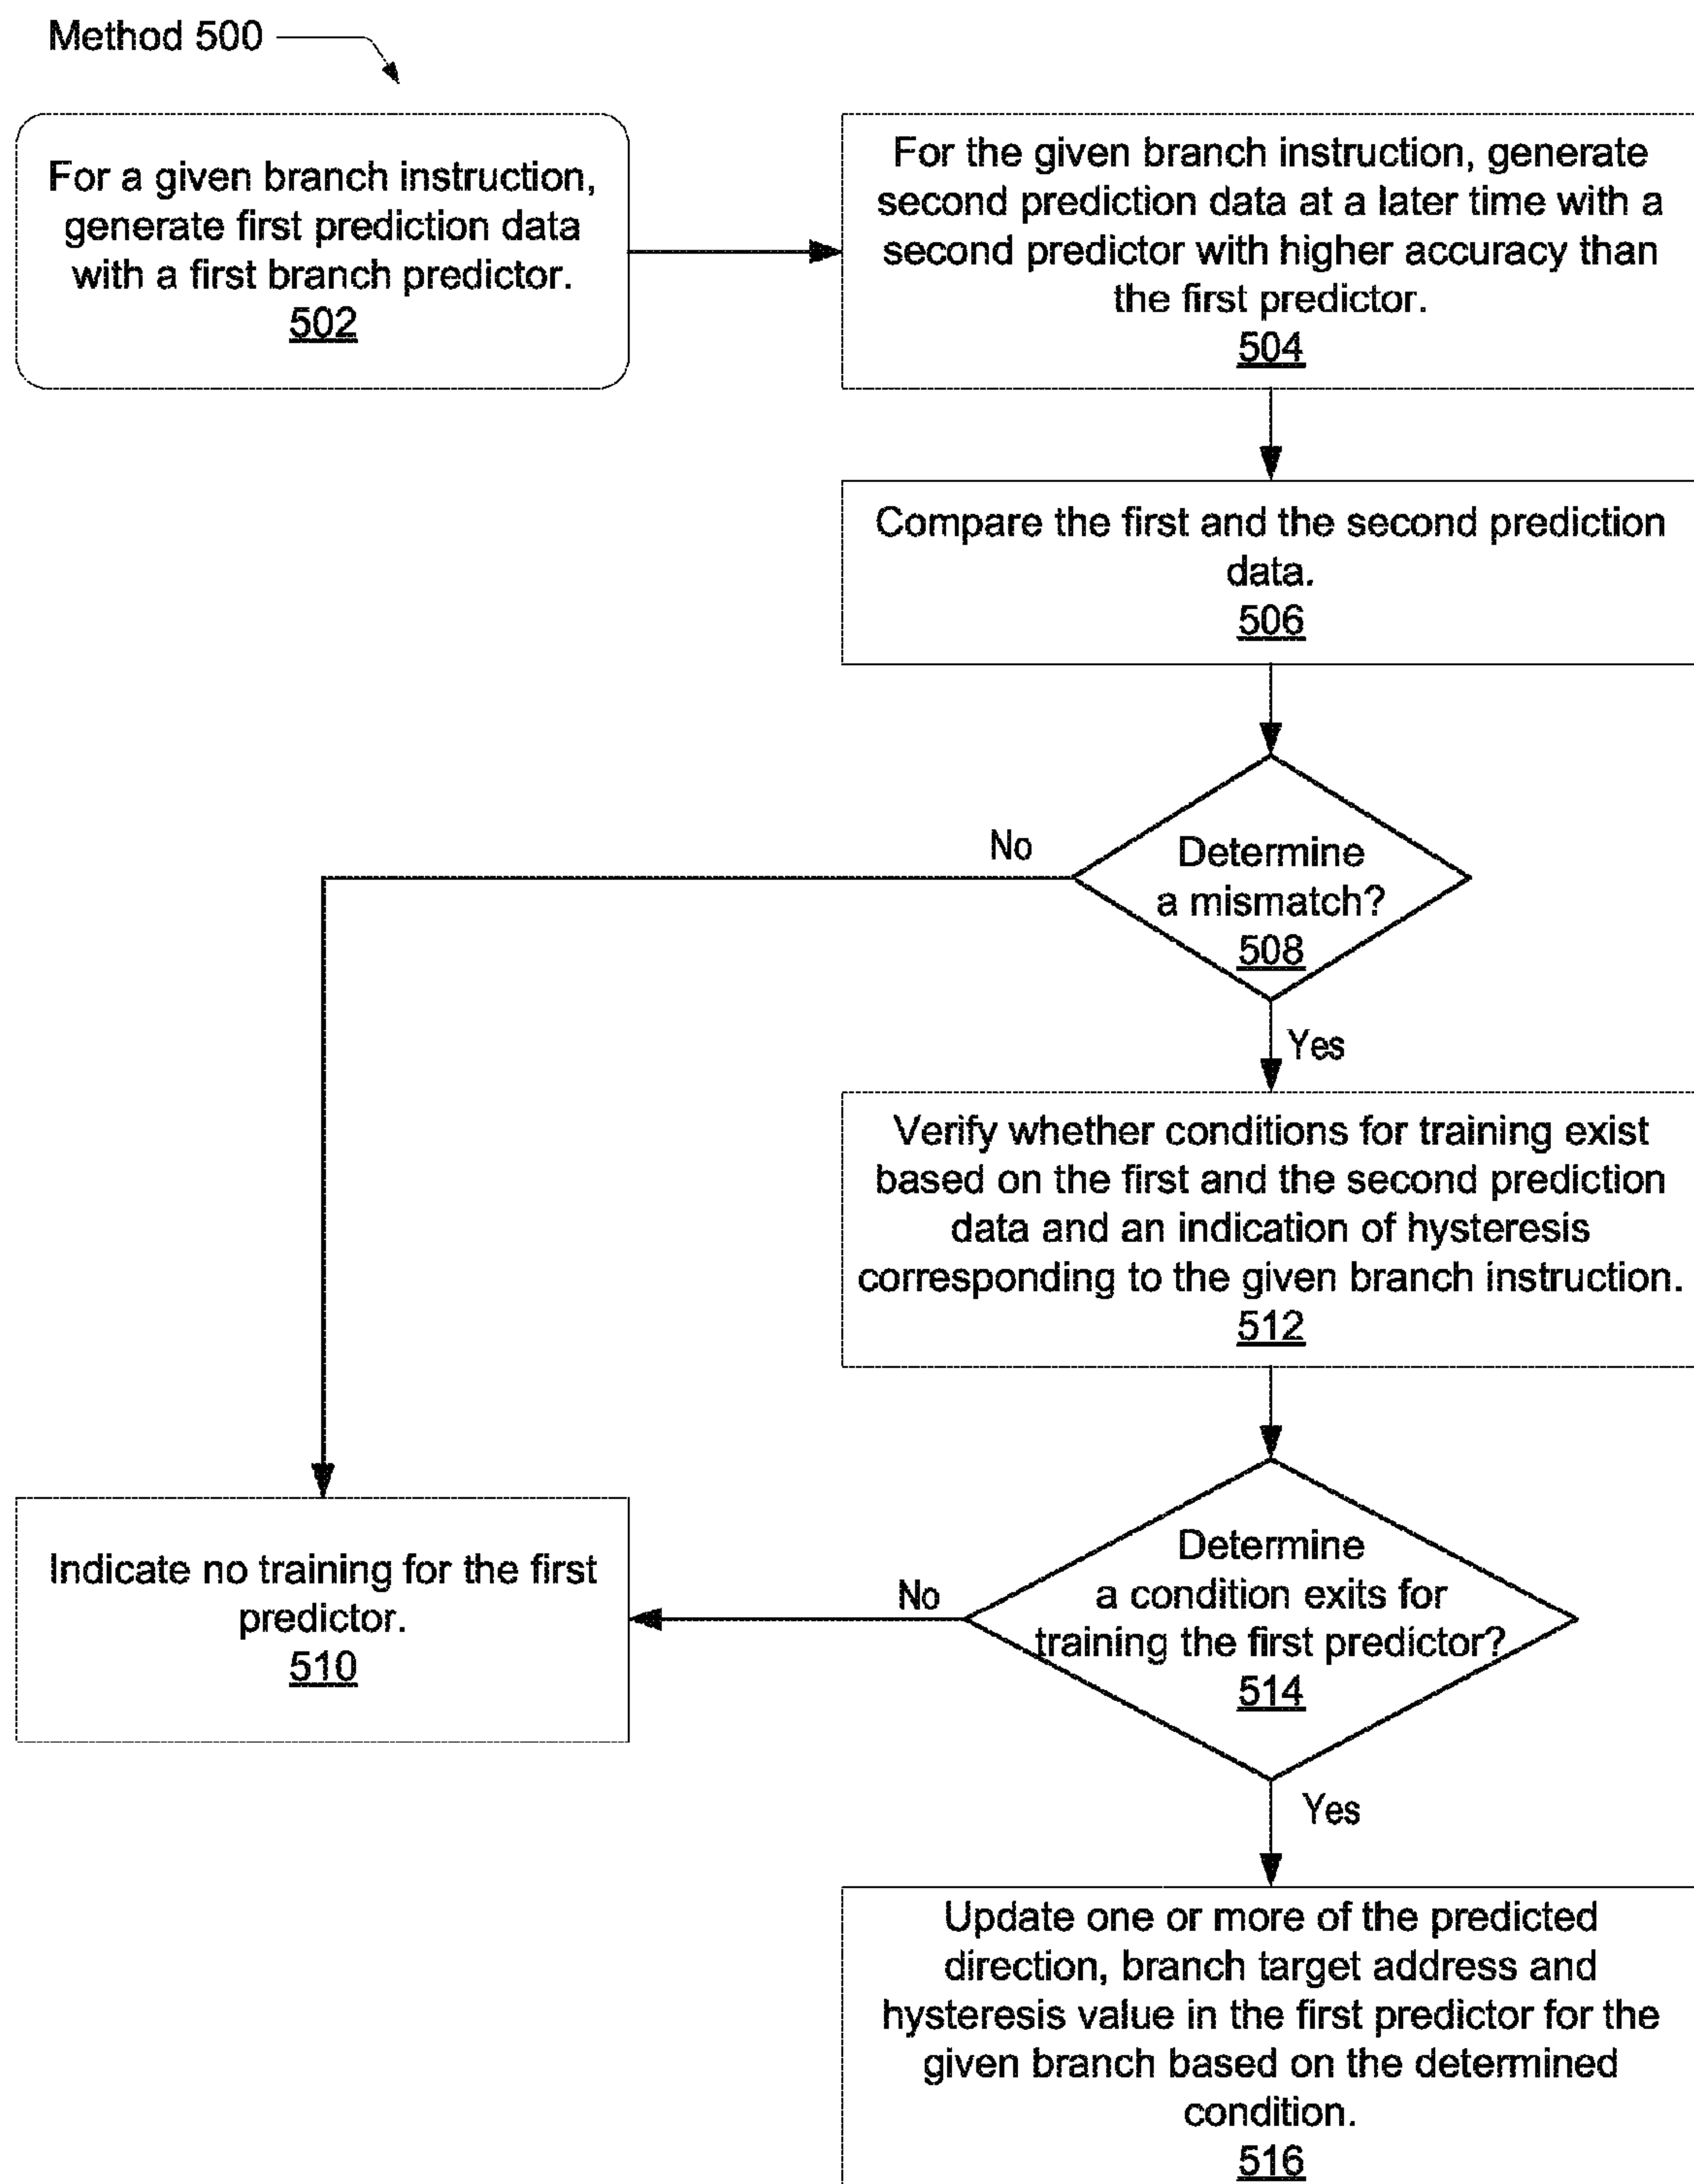 Method 500
For a given branch instruction,
generate first prediction data
with a first branch predictor.
502
For the given branch instruction, generate
second prediction data at a later time with a
second predictor with higher accuracy than
the first predictor.
504
Compare the first and the second prediction
data.
506
No
Determine
a mismatch?
508
Yes
Verify whether conditions for training exist
based on the first and the second prediction
data and an indication of hysteresis
corresponding to the given branch instruction.
512
Indicate no training for the first
predictor.
510
No
Determine
a condition exits for
training the first predictor?
514
Yes
Update one or more of the predicted
direction, branch target address and
hysteresis value in the first predictor for the
given branch based on the determined
condition.
516